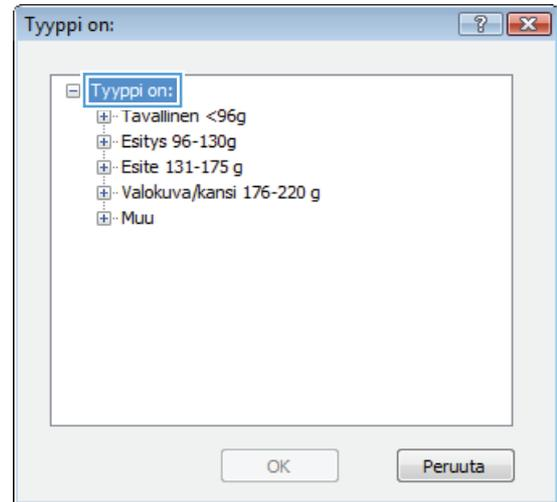 Tyyppi on:
Tyyppi on:
Tavallinen <96g
Esitys 96-130g
Esite 131-175 g
Valokuva/kansi 176-220 g
Muu
OK Peruuta